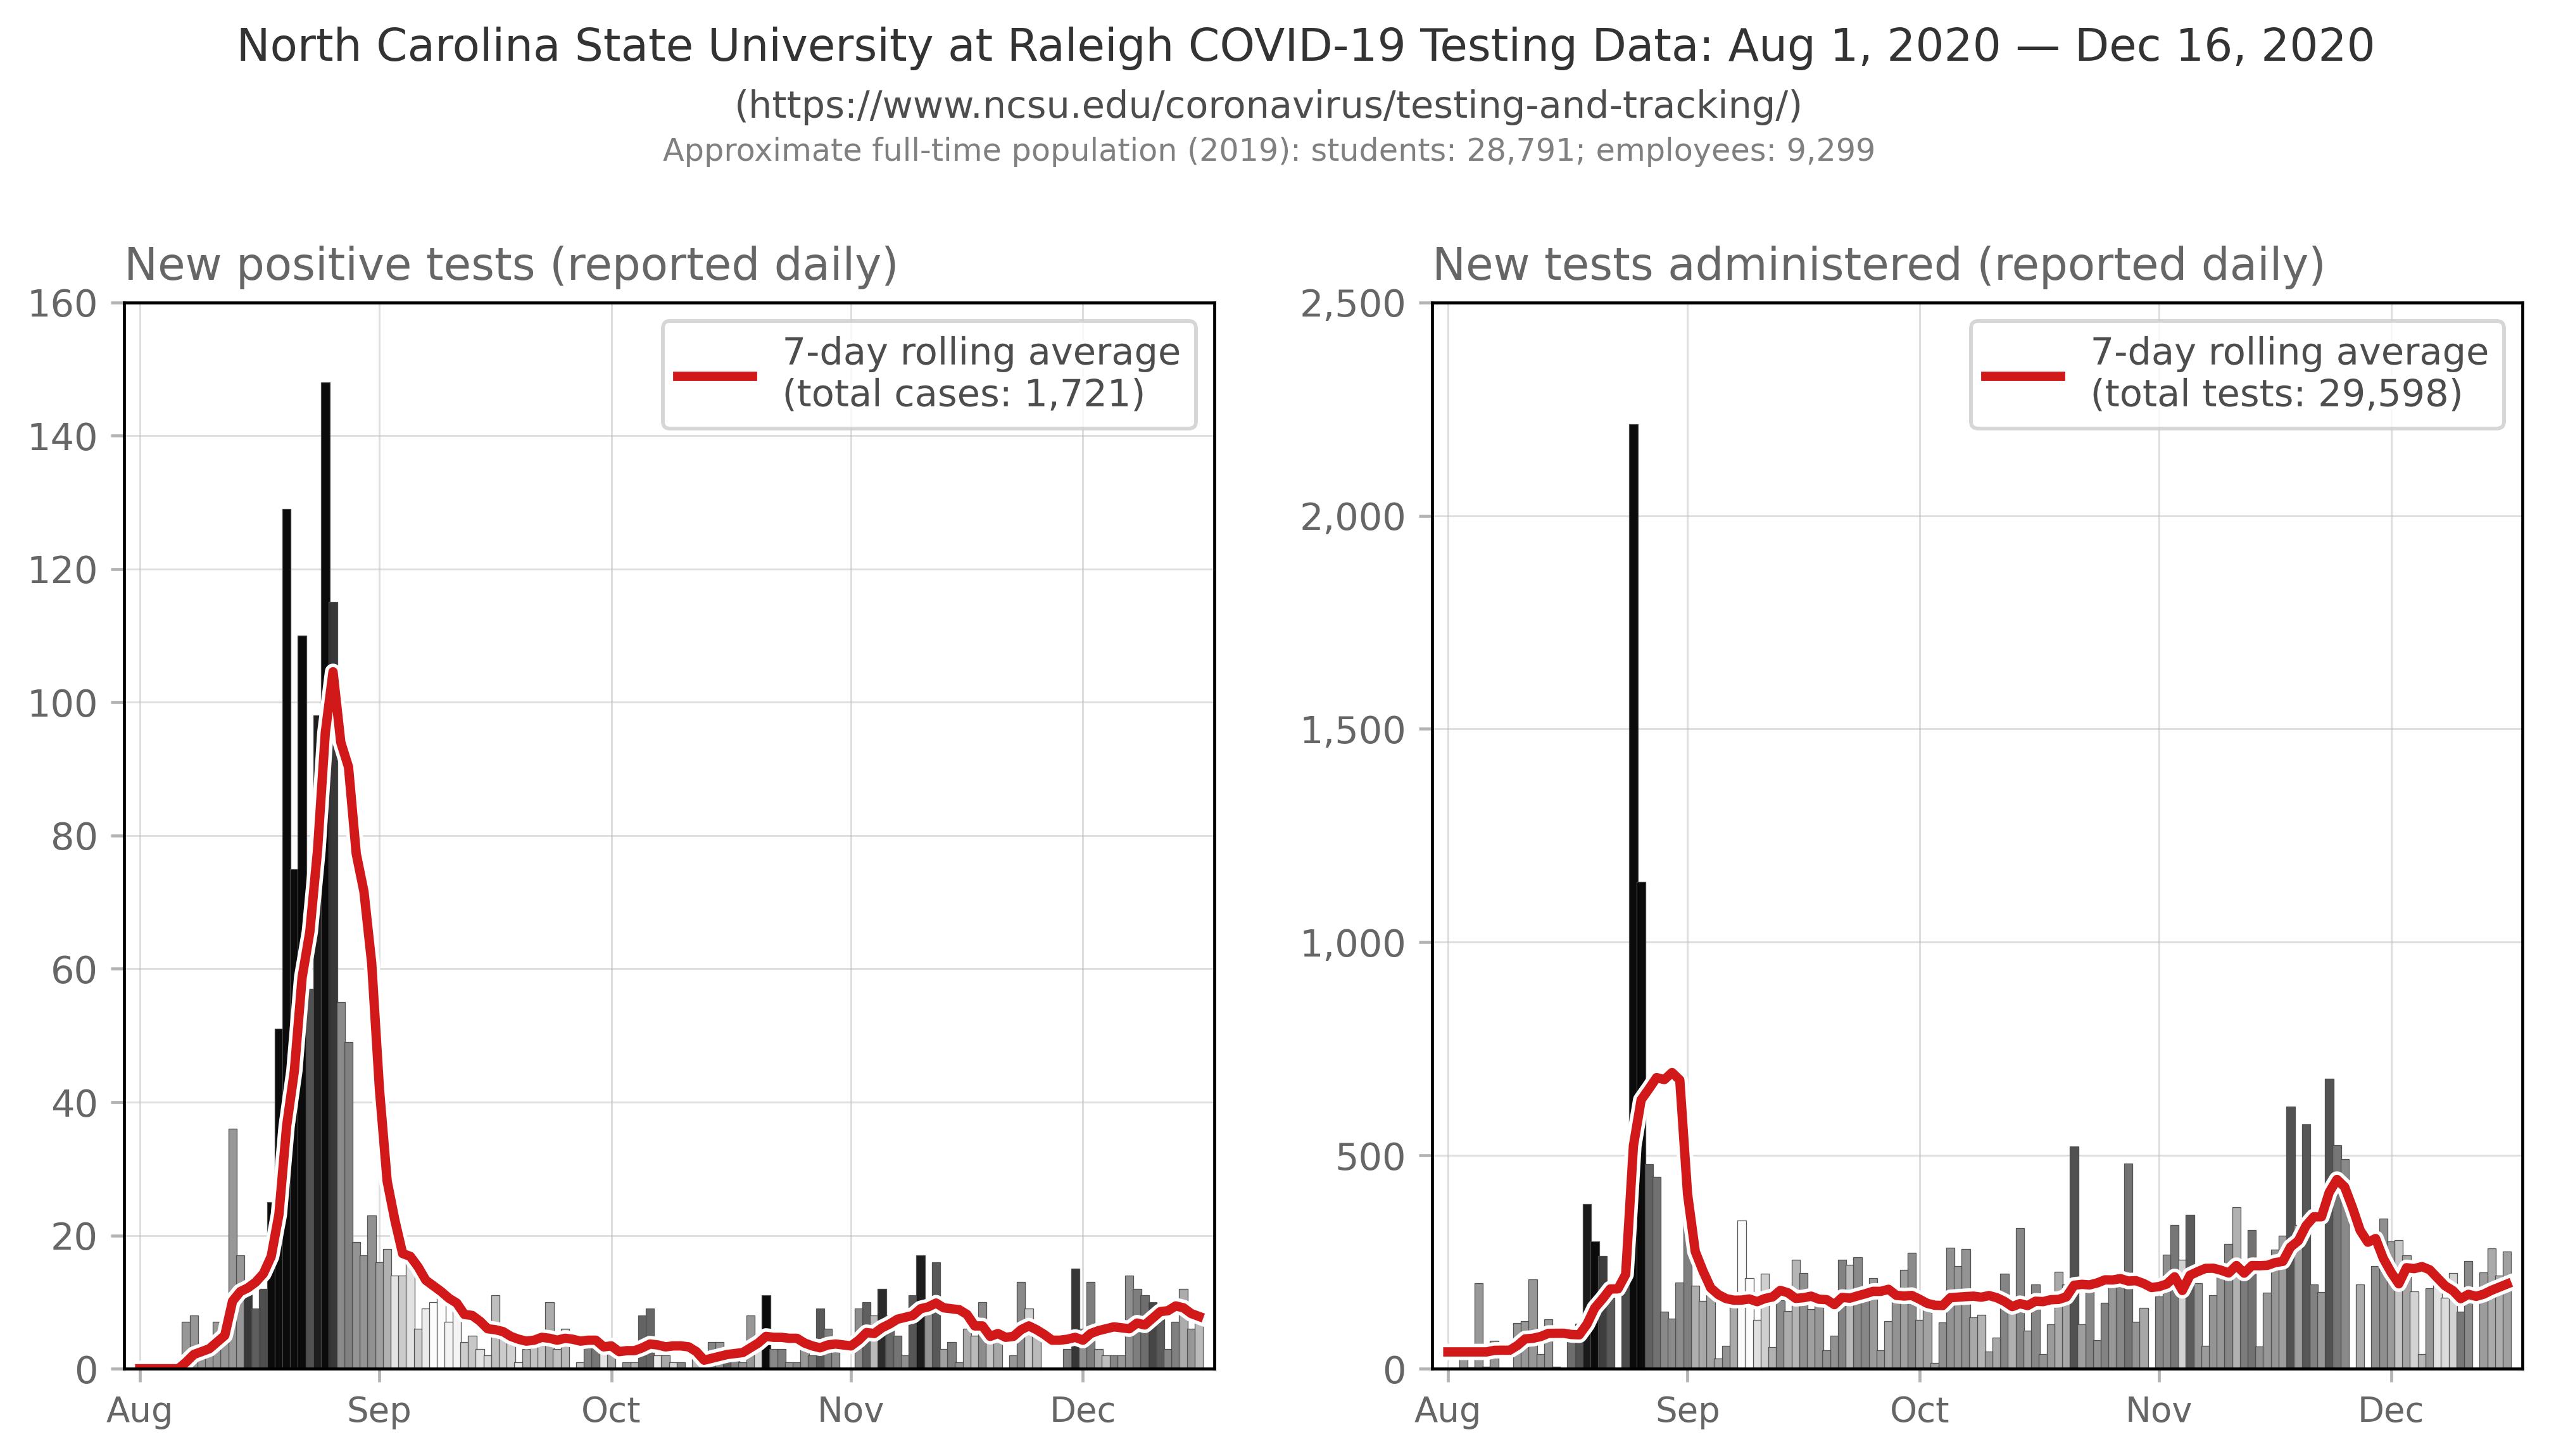 North Carolina State University at Raleigh COVID-19 Testing Data: Aug 1, 2020 — Dec 16, 2020
(https://www.ncsu.edu/coronavirus/testing-and-tracking/)
Approximate full-time population (2019): students: 28,791; employees: 9,299
New positive tests (reported daily)
160
140
120
100
80
60
40
20
0
7-day rolling average
(total cases: 1,721)
Aug Sep Oct Nov Dec
New tests administered (reported daily)
2,500
2,000
1,500
1,000
500
0
7-day rolling average
(total tests: 29,598)
Aug Sep Oct Nov Dec